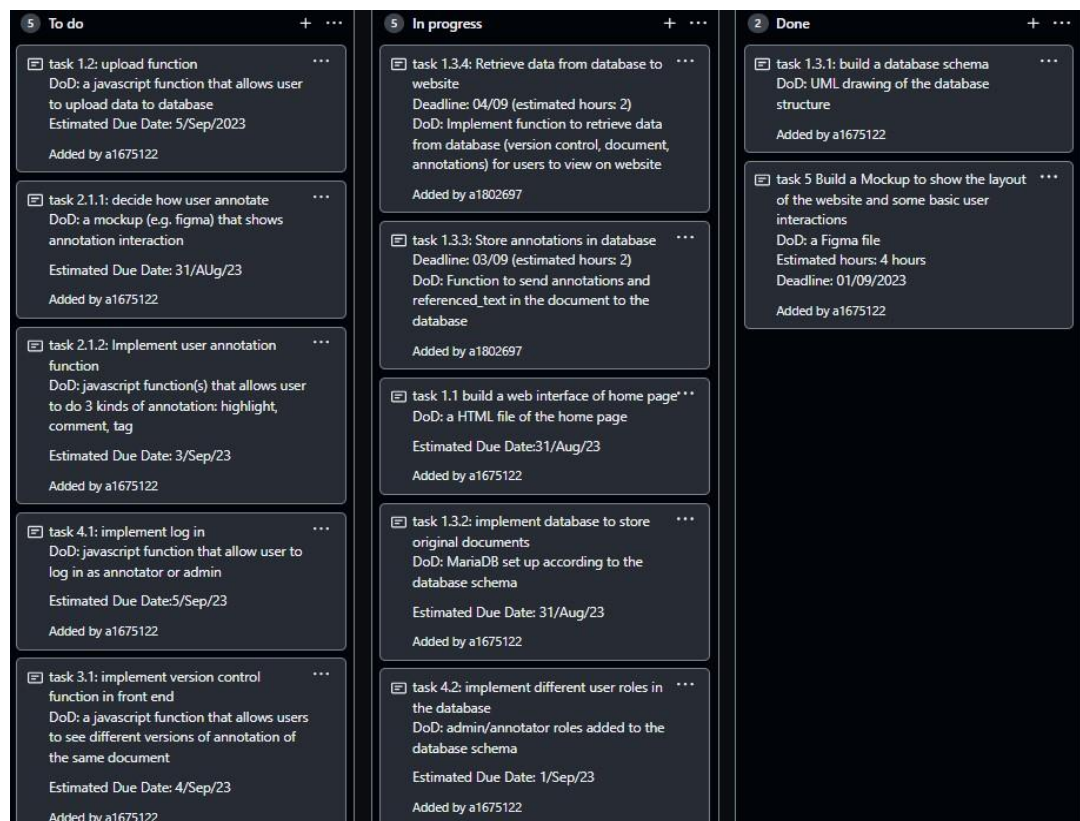 5 To do
task 1.2: upload function
DoD: a javascript function that allows user
to upload data to database
Estimated Due Date: 5/Sep/2023
Added by a1675122
task 2.1.1: decide how user annotate
DoD: a mockup (e.g. figma) that shows
annotation interaction
Estimated Due Date: 31/AUg/23
Added by a1675122
task 2.1.2: Implement user annotation
function
DoD: javascript function(s) that allows user
to do 3 kinds of annotation: highlight,
comment, tag
Estimated Due Date: 3/Sep/23
Added by a1675122
task 4.1: implement log in
DoD: javascript function that allow user to
log in as annotator or admin
Estimated Due Date:5/Sep/23
Added by a1675122
task 3.1: implement version control
function in front end
DoD: a javascript function that allows users
to see different versions of annotation of
the same document
Estimated Due Date: 4/Sep/23
Added by a1675122
5 In progress
task 1.3.4: Retrieve data from database to
website
Deadline: 04/09 (estimated hours: 2)
DoD: Implement function to retrieve data
from database (version control, document,
annotations) for users to view on website
Added by a1802697
task 1.3.3: Store annotations in database
Deadline: 03/09 (estimated hours: 2)
DoD: Function to send annotations and
referenced_text in the document to the
database
Added by a1802697
task 1.1 build a web interface of home page
DoD: a HTML file of the home page
Estimated Due Date:31/Aug/23
Added by a1675122
task 1.3.2: implement database to store
original documents
DoD: MariaDB set up according to the
database schema
Estimated Due Date: 31/Aug/23
Added by a1675122
task 4.2: implement different user roles in
the database
DoD: admin/annotator roles added to the
database schema
Estimated Due Date: 1/Sep/23
Added by a1675122
2 Done
task 1.3.1: build a database schema
DoD: UML drawing of the database
structure
Added by a1675122
task 5 Build a Mockup to show the layout
of the website and some basic user
interactions
DoD: a Figma file
Estimated hours: 4 hours
Deadline: 01/09/2023
Added by a1675122